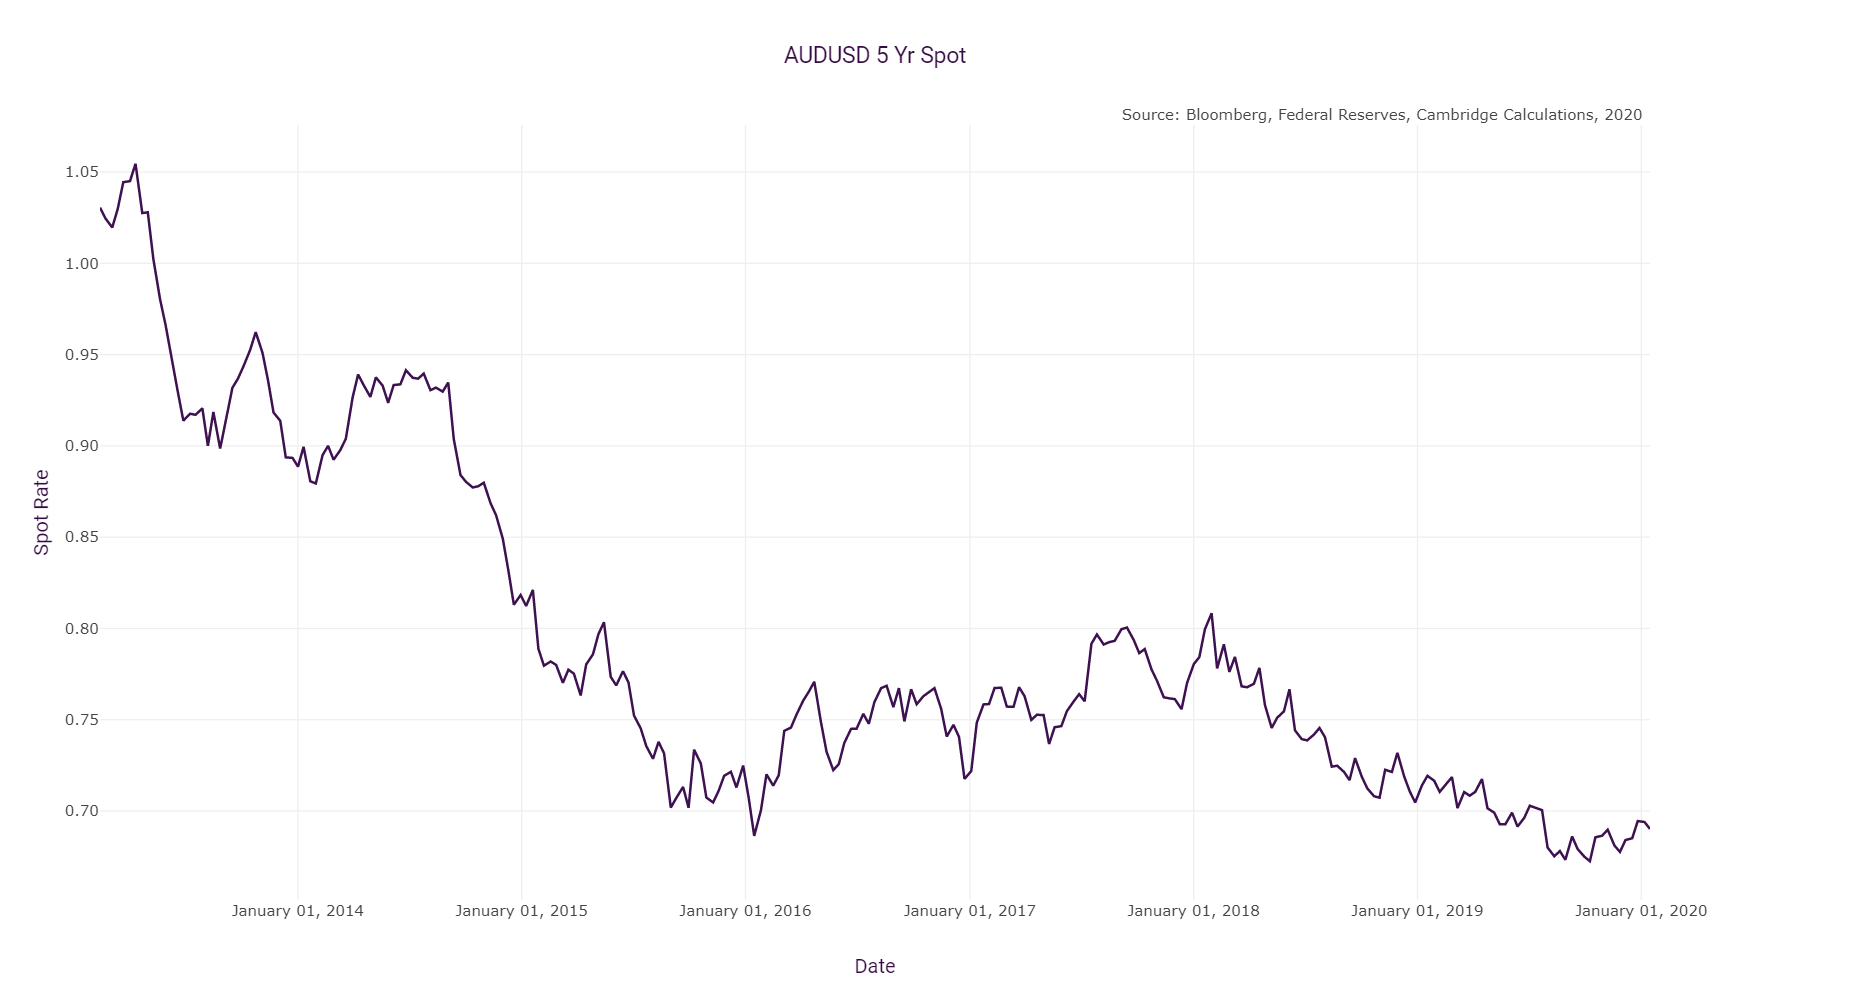 AUDUSD 5 Yr Spot
Source: Bloomberg, Federal Reserves, Cambridge Calculations, 2020
1.05
1.00
0.95
0.90
0.85
0.80
0.75
0.70
Spot Rate
January 01, 2014
January 01, 2015
January 01, 2016
January 01, 2017
January 01, 2018
January 01, 2019
January 01, 2020
Date